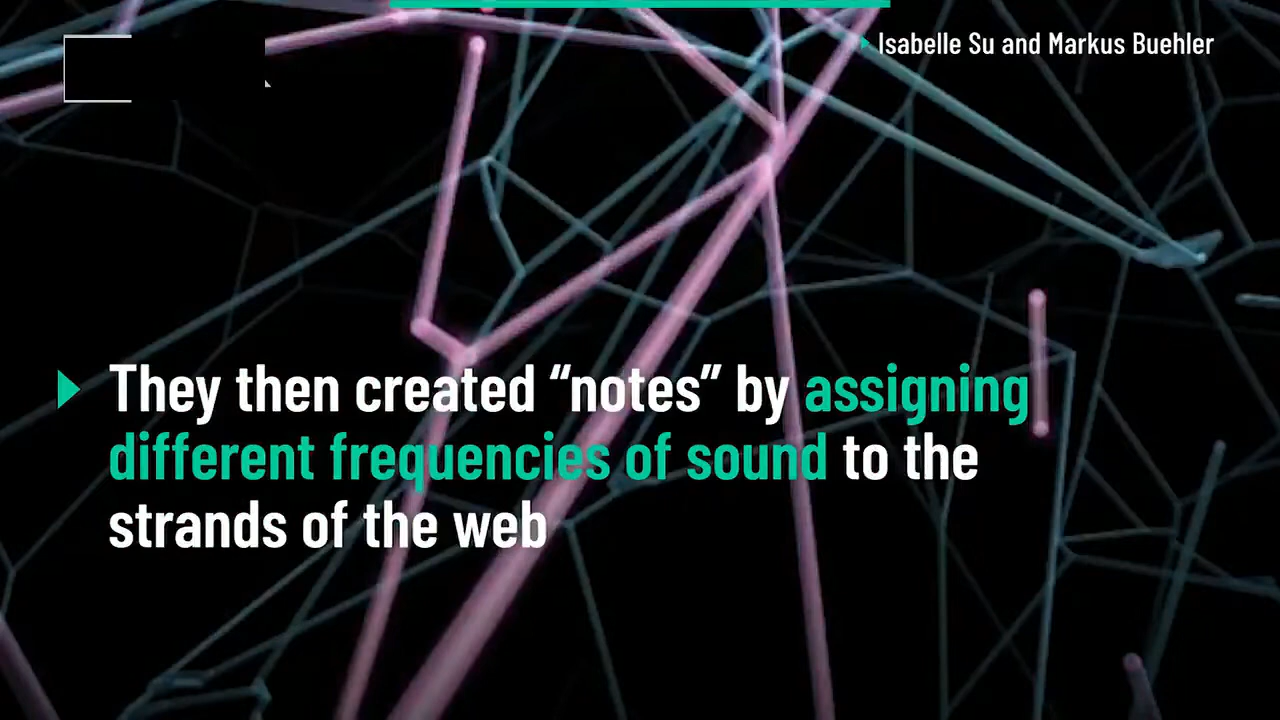 Isabelle Su and Markus Buehler
They then created “notes” by assigning
different frequencies of sound to the
strands of the web